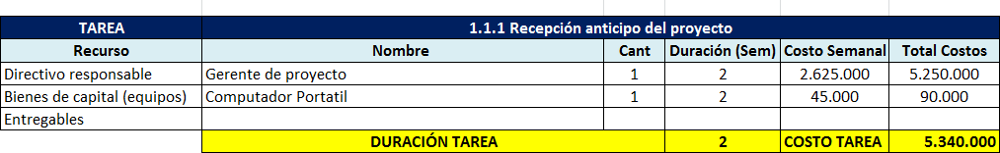 TAREA 1.1.1 Recepción anticipo del proyecto
Recurso Nombre Cant Duración (Sem) Costo Semanal Total Costos
Directivo responsable Gerente de proyecto 1 2 2.625.000 5.250.000
Bienes de capital (equipos) Computador Portatil 1 2 45.000 90.000
Entregables
DURACIÓN TAREA 2 COSTO TAREA 5.340.000